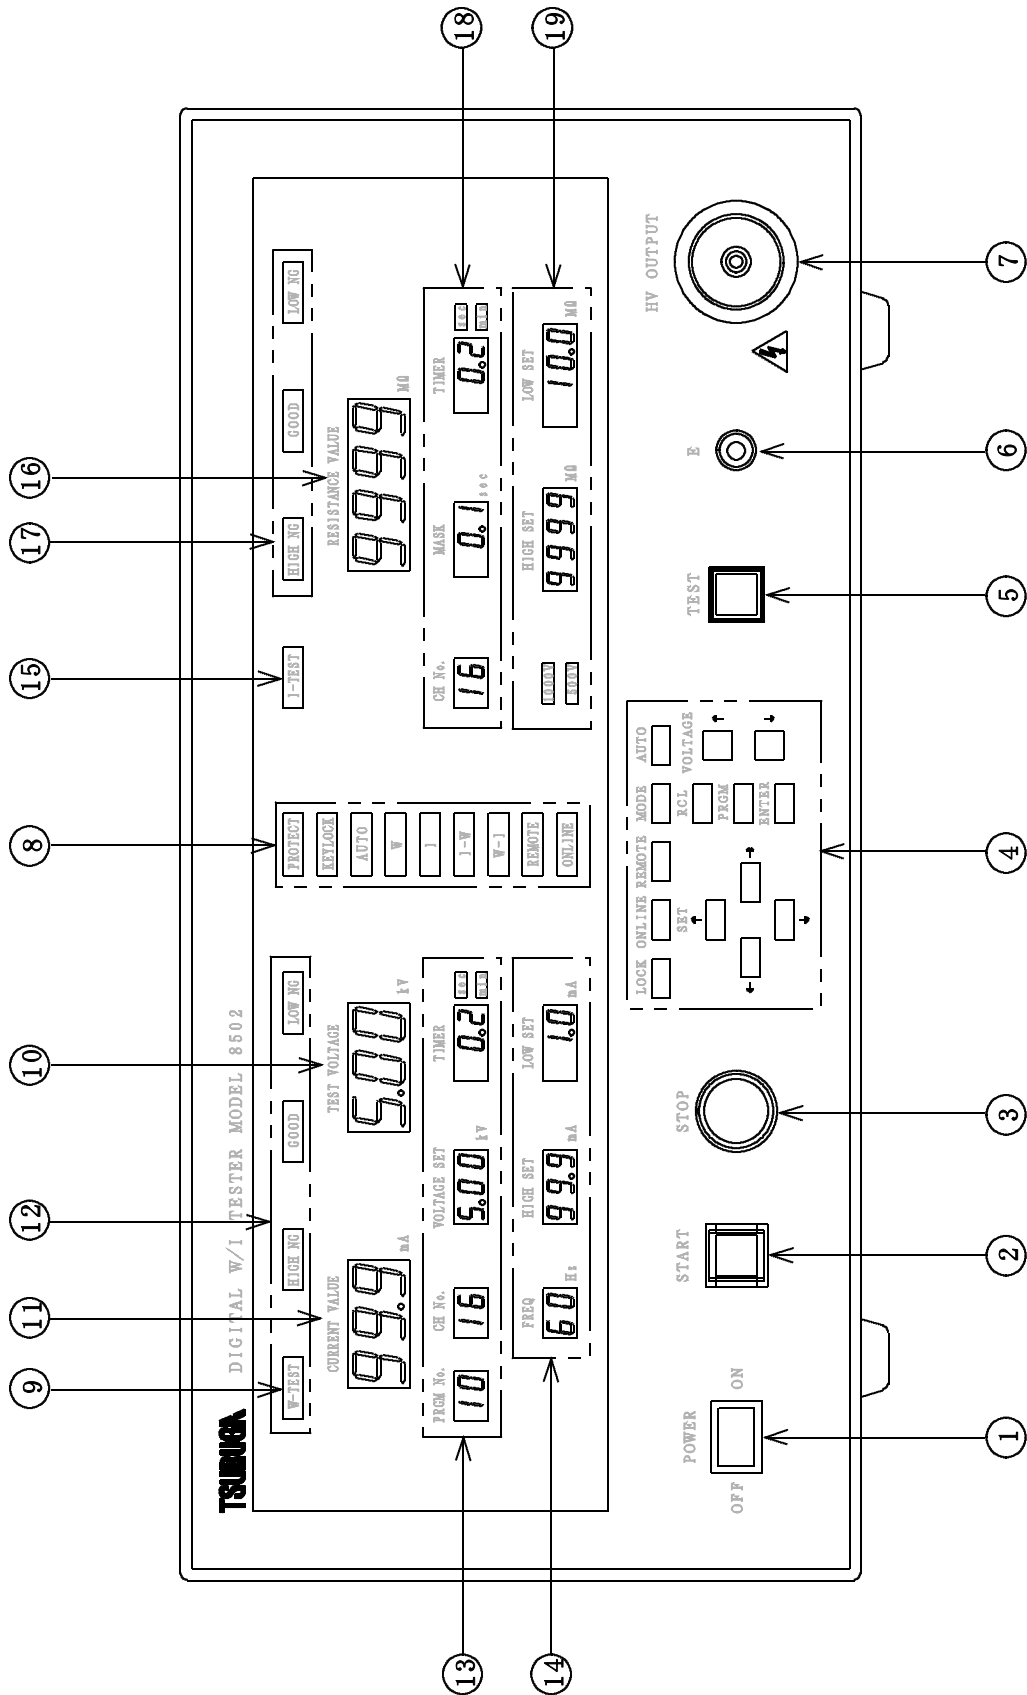 TSURUGA
DIGITAL W/I TESTER MODEL 8502
W-TEST
HIGH NG
GOOD
LOW NG
CURRENT VALUE
99.9
mA
TEST VOLTAGE
5.00
kV
PRGM No.
10
CH No.
16
VOLTAGE SET
5.00
kV
TIMER
0.2
sec
min
FREQ
60
Hz
HIGH SET
99.9
mA
LOW SET
1.0
mA
PROTECT
KEYLOCK
AUTO
W
I
I-W
W-I
REMOTE
ONLINE
I-TEST
HIGH NG
GOOD
LOW NG
RESISTANCE VALUE
9999
MΩ
CH No.
16
MASK
0.1
sec
TIMER
0.2
sec
min
1000V
500V
HIGH SET
9999
MΩ
LOW SET
10.0
MΩ
POWER
OFF
ON
START
STOP
LOCK
ONLINE
REMOTE
MODE
AUTO
SET
RCL
PRGM
ENTER
VOLTAGE
TEST
E
HV OUTPUT
9
11
12
10
8
15
17
16
13
14
18
19
1
2
3
4
5
6
7